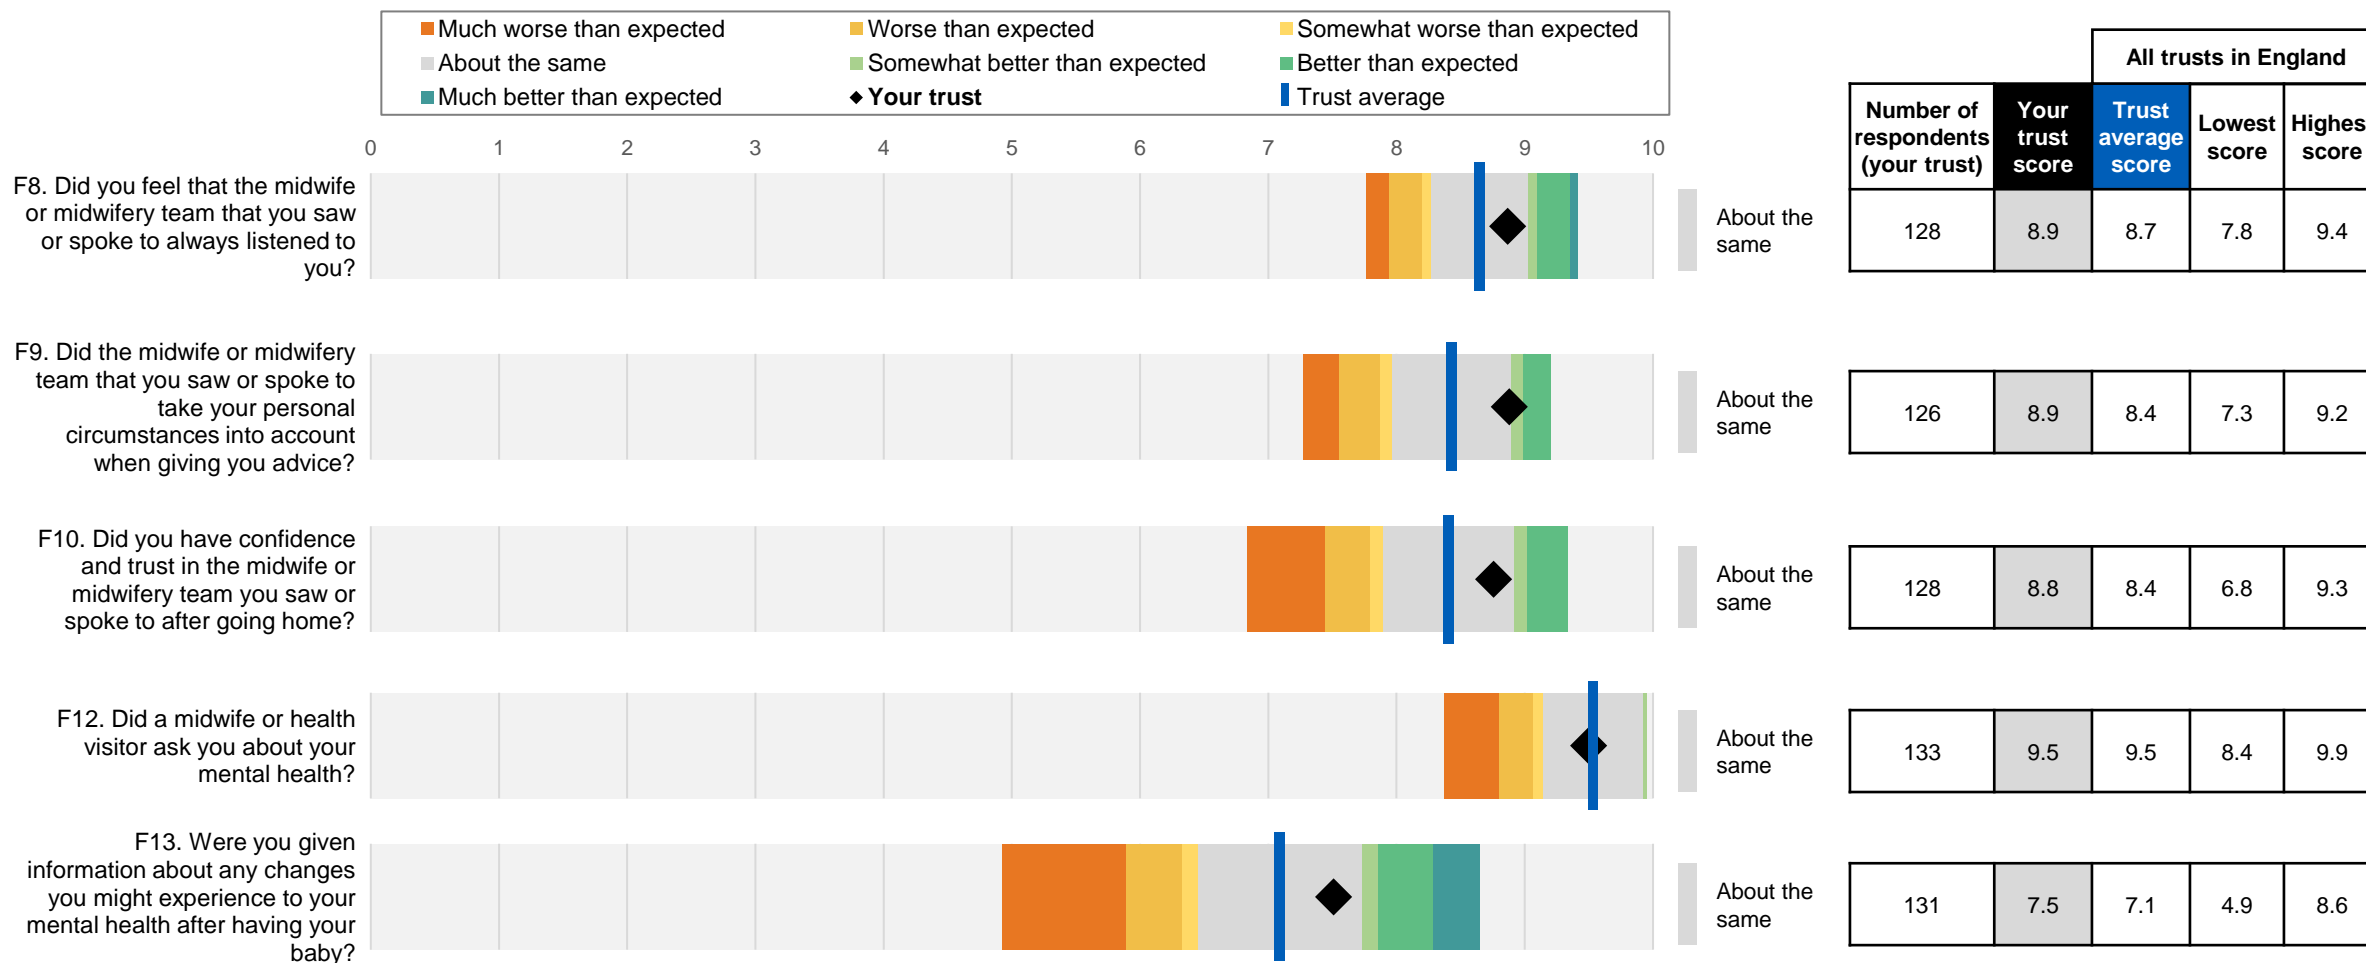 Much worse than expected
Worse than expected
Somewhat worse than expected
About the same
Somewhat better than expected
Better than expected
Much better than expected
Your trust
Trust average
All trusts in England
Number of
respondents
(your trust)
Your
trust
score
Trust
average
score
Lowest
score
Highes
score
0 1 2 3 4 5 6 7 8 9 10
F8. Did you feel that the midwife
or midwifery team that you saw
or spoke to always listened to
you?
About the
same
128 8.9 8.7 7.8 9.4
F9. Did the midwife or midwifery
team that you saw or spoke to
take your personal
circumstances into account
when giving you advice?
About the
same
126 8.9 8.4 7.3 9.2
F10. Did you have confidence
and trust in the midwife or
midwifery team you saw or
spoke to after going home?
About the
same
128 8.8 8.4 6.8 9.3
F12. Did a midwife or health
visitor ask you about your
mental health?
About the
same
133 9.5 9.5 8.4 9.9
F13. Were you given
information about any changes
you might experience to your
mental health after having your
baby?
About the
same
131 7.5 7.1 4.9 8.6